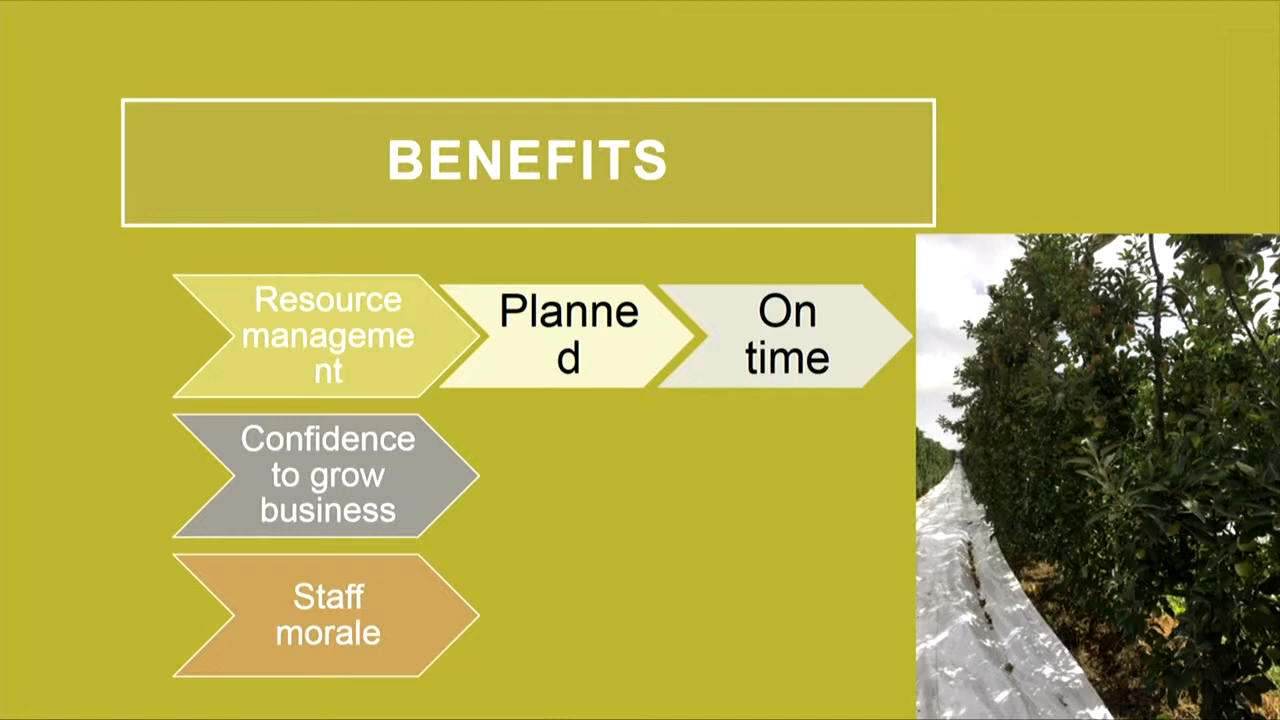 BENEFITS
Resource
manageme
nt
Planne
d
On
time
Confidence
to grow
business
Staff
morale